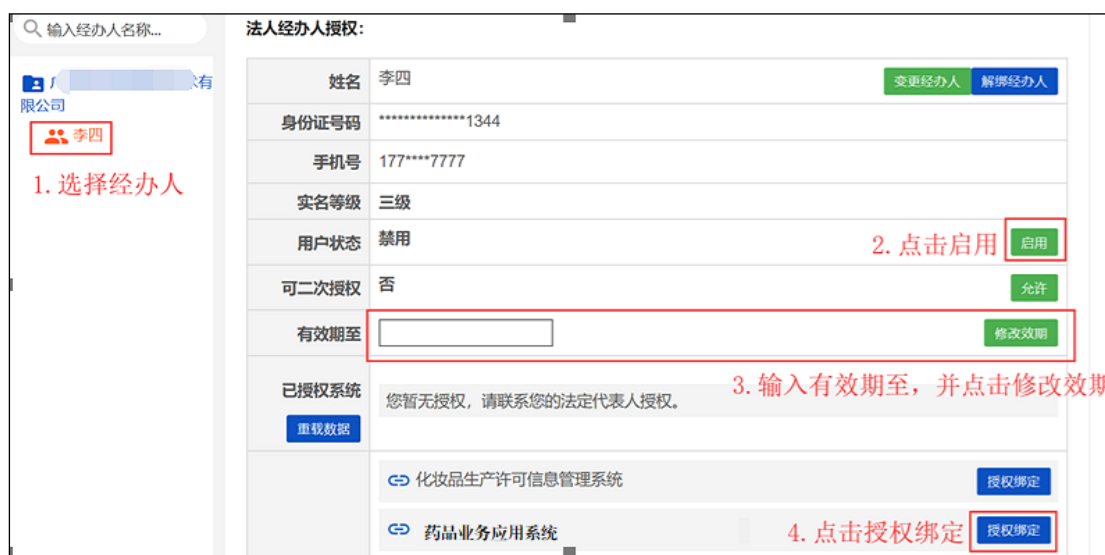 输入经办人名称...
法人经办人授权:
有
限公司
李四
1.选择经办人
姓名 李四 变更经办人 解绑经办人
身份证号码 **************1344
手机号 177****7777
实名等级 三级
用户状态 禁用 2.点击启用 启用
可二次授权 否 允许
有效期至 修改效期
3.输入有效期至，并点击修改效期
已授权系统 您暂无授权，请联系您的法定代表人授权。
重载数据
化妆品生产许可信息管理系统 授权绑定
药品业务应用系统 4.点击授权绑定 授权绑定